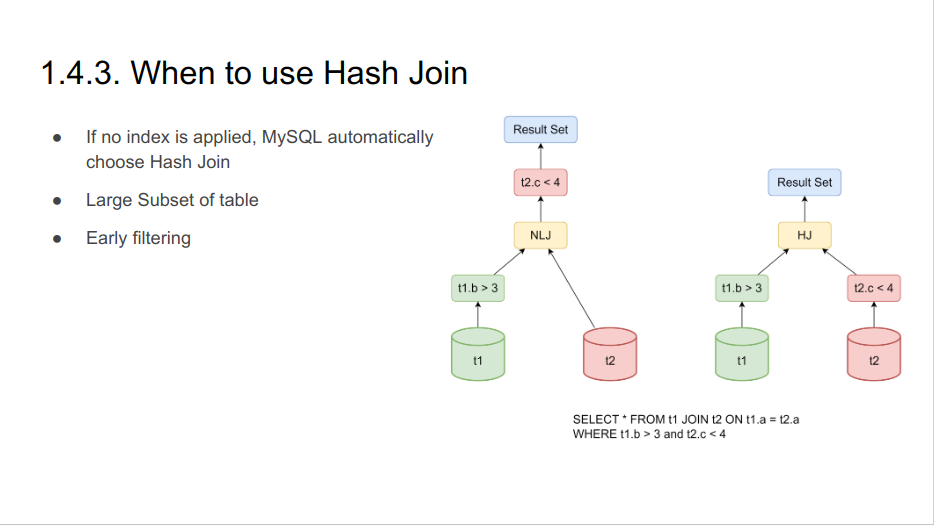 1.4.3. When to use Hash Join
● If no index is applied, MySQL automatically
choose Hash Join
● Large Subset of table
● Early filtering
Result Set
t2.c < 4
NLJ
t1.b > 3
t1
t2
Result Set
HJ
t1.b > 3
t2.c < 4
t1
t2
SELECT * FROM t1 JOIN t2 ON t1.a = t2.a
WHERE t1.b > 3 and t2.c < 4